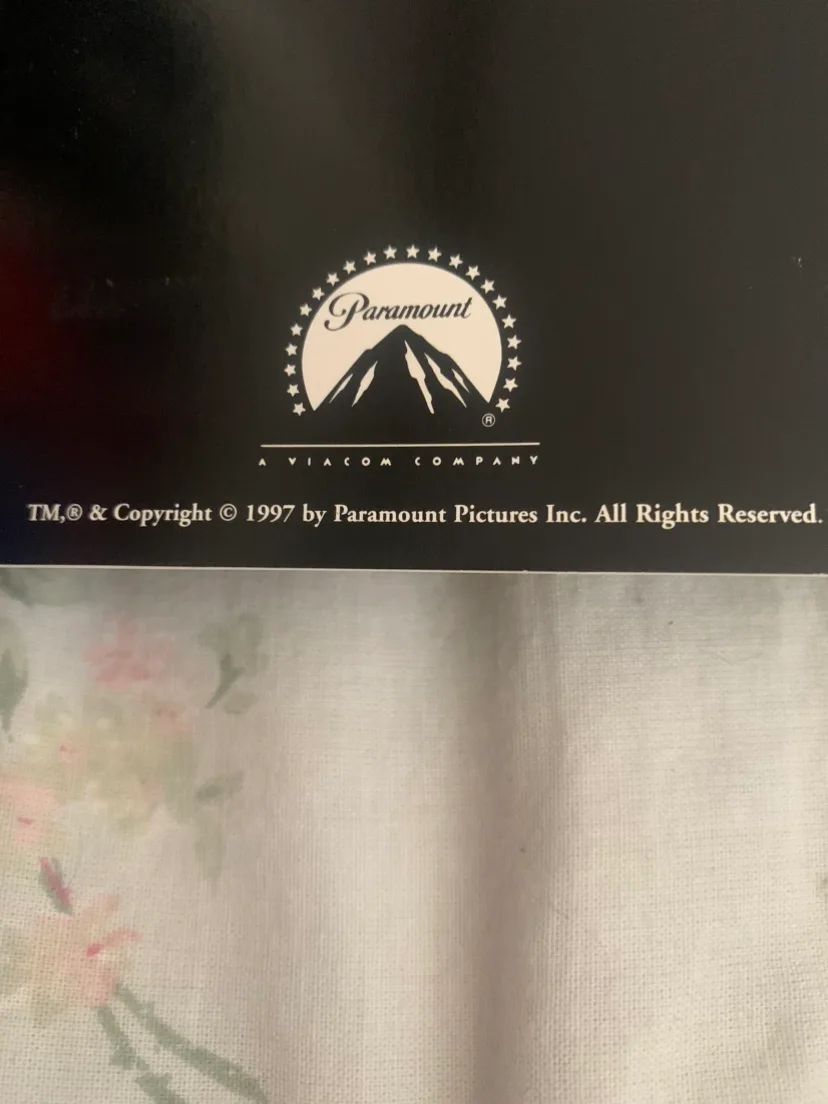 Paramount
®
A VIACOM COMPANY
TM,® & Copyright © 1997 by Paramount Pictures Inc. All Rights Reserved.